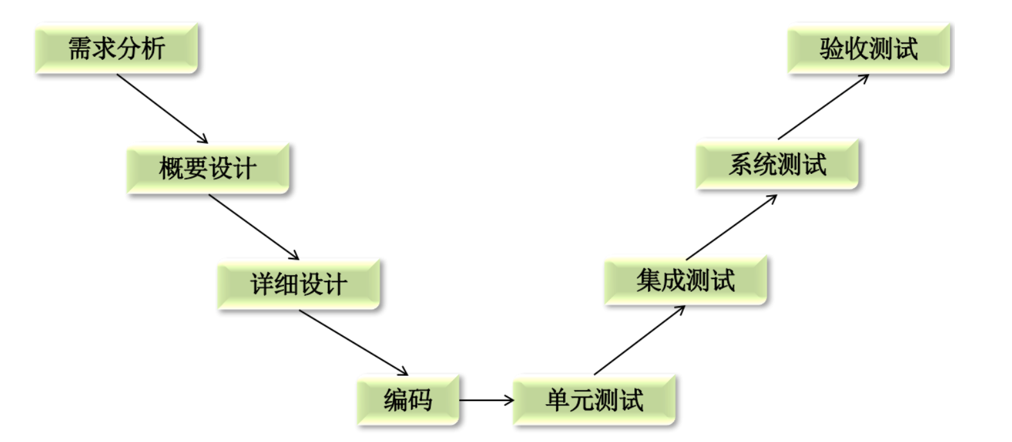 需求分析
验收测试
概要设计
系统测试
详细设计
集成测试
编码
单元测试